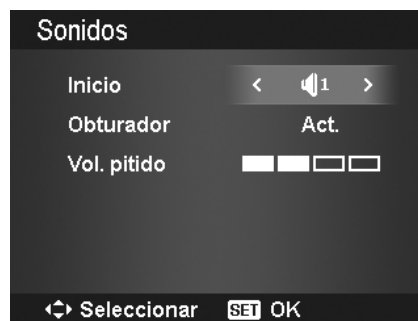 Sonidos
Inicio 1
Obturador Act.
Vol. pitido
Seleccionar SET OK